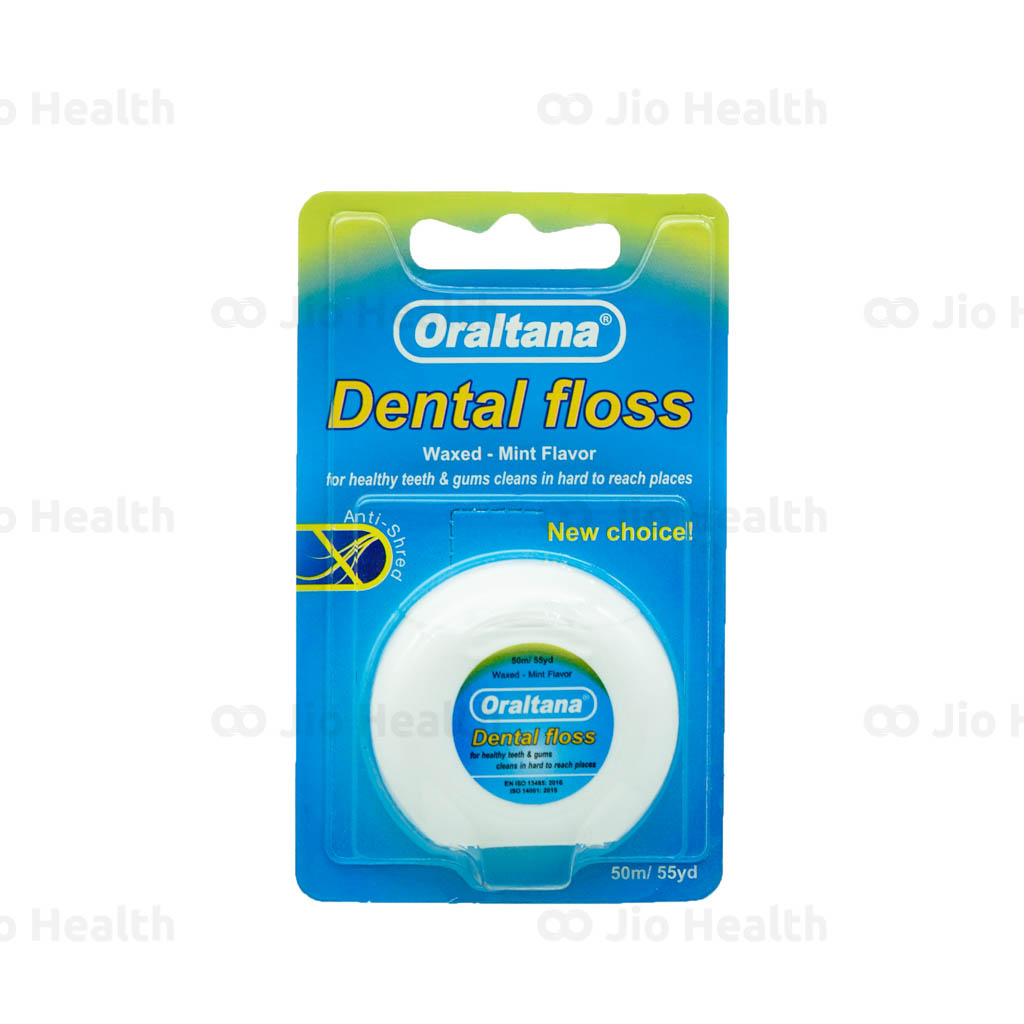 Jio Health
Oraltana®
Dental floss
Waxed - Mint Flavor
for healthy teeth & gums cleans in hard to reach places
Anti-Shred
New choice!
50m/ 55yd
Waxed - Mint Flavor
Oraltana®
Dental floss
for healthy teeth & gums
cleans in hard to reach places
EN ISO 13485: 2016
ISO 14001: 2015
50m/ 55yd
Jio Health